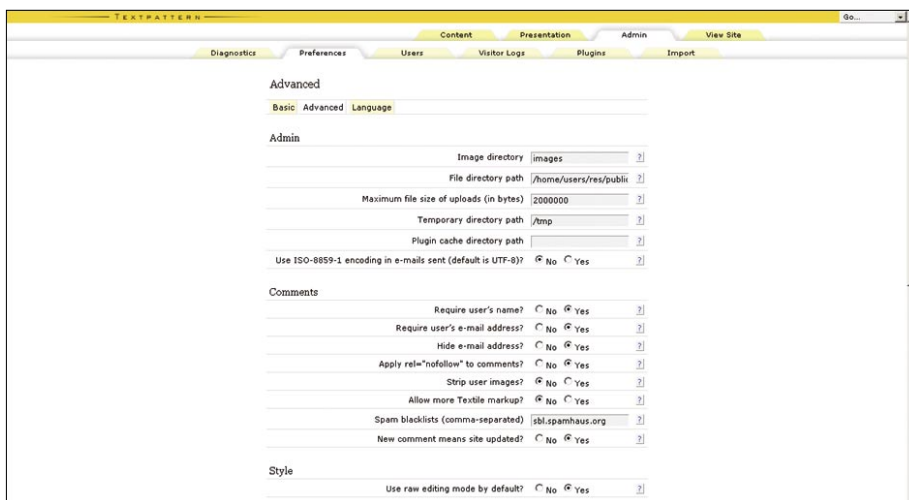 TEXTPATTERN
Go...
Content Presentation Admin View Site
Diagnostics Preferences Users Visitor Logs Plugins Import
Advanced
Basic Advanced Language
Admin
Image directory images ?
File directory path /home/users/res/public ?
Maximum file size of uploads (in bytes) 2000000 ?
Temporary directory path /tmp ?
Plugin cache directory path ?
Use ISO-8859-1 encoding in e-mails sent (default is UTF-8)? No Yes ?
Comments
Require user's name? No Yes ?
Require user's e-mail address? No Yes ?
Hide e-mail address? No Yes ?
Apply rel="nofollow" to comments? No Yes ?
Strip user images? No Yes ?
Allow more Textile markup? No Yes ?
Spam blacklists (comma-separated) sbl.spamhaus.org ?
New comment means site updated? No Yes ?
Style
Use raw editing mode by default? No Yes ?